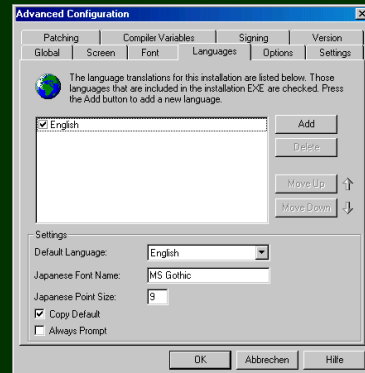 Advanced Configuration
Patching Compiler Variables Signing Version
Global Screen Font Languages Options Settings
The language translations for this installation are listed below. Those
languages that are included in the installation EXE are checked. Press
the Add button to add a new language.
English
Add
Delete
Move Up
Move Down
Settings
Default Language: English
Japanese Font Name: MS Gothic
Japanese Point Size: 9
Copy Default
Always Prompt
OK Abbrechen Hilfe